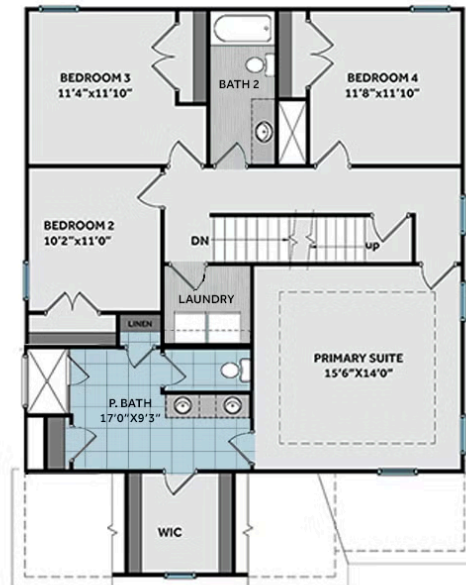 BEDROOM 3
11'4"x11'10"
BATH 2
BEDROOM 4
11'8"x11'10"
BEDROOM 2
10'2"x11'0"
DN
up
LAUNDRY
LINEN
PRIMARY SUITE
15'6"X14'0"
P. BATH
17'0"X9'3"
WIC